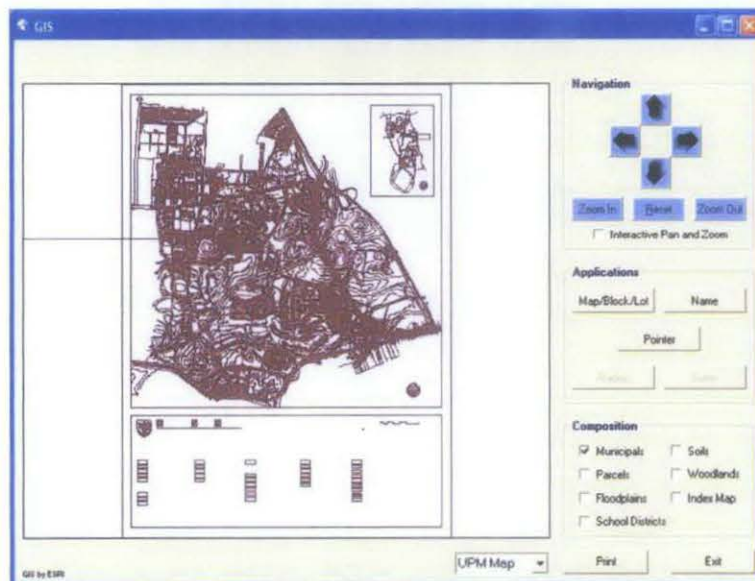 GIS
Navigation
Zoom In Reset Zoom Out
Interactive Pan and Zoom
Applications
Map/Block/Lot Name
Pointer
Composition
Municipals Soils
Parcels Woodlands
Floodplains Index Map
School Districts
UPM Map Print Exit
GIS by ESRI